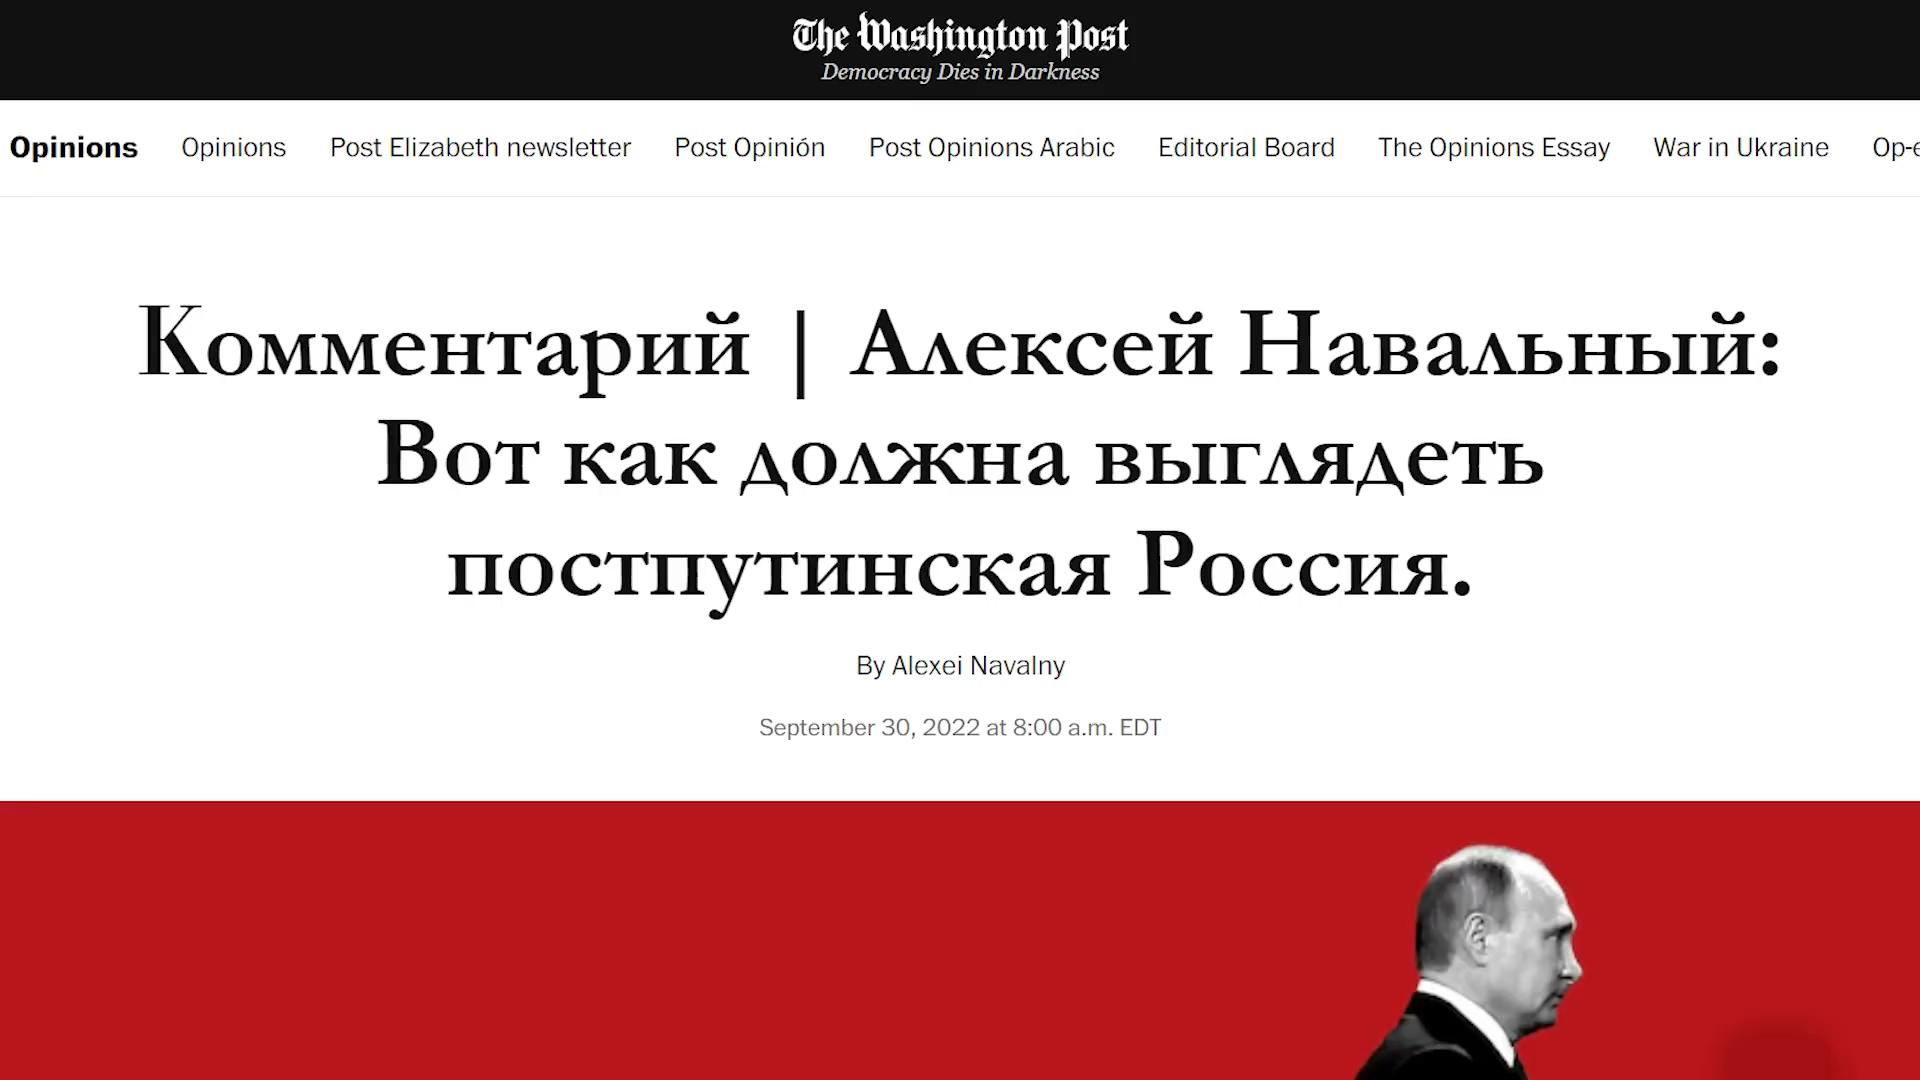 The Washington Post
Democracy Dies in Darkness
Opinions Opinions Post Elizabeth newsletter Post Opinión Post Opinions Arabic Editorial Board The Opinions Essay War in Ukraine Op-e
Комментарий | Алексей Навальный:
Вот как должна выглядеть
постпутинская Россия.
By Alexei Navalny
September 30, 2022 at 8:00 a.m. EDT